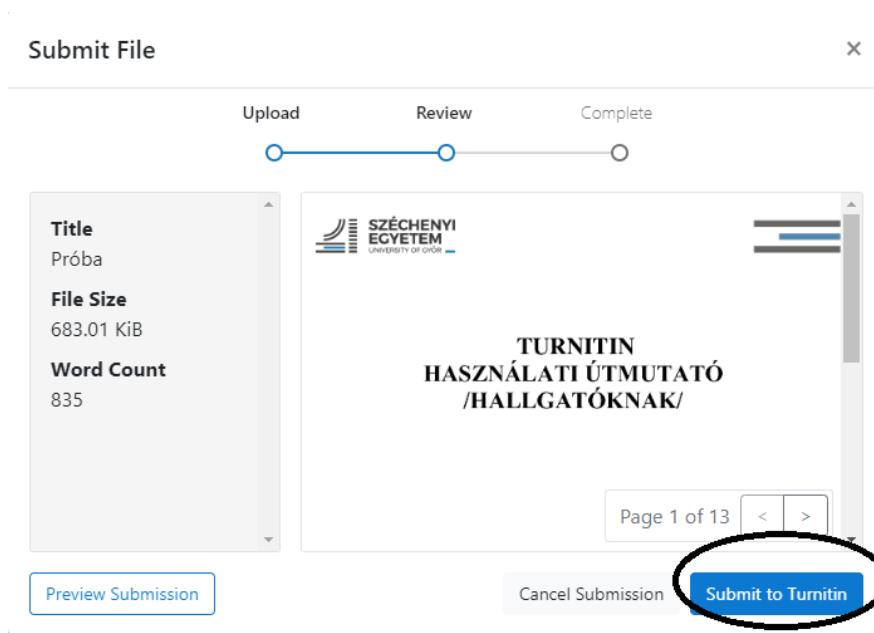 Submit File
×
Upload Review Complete
Title
Próba
File Size
683.01 KiB
Word Count
835
SZÉCHENYI
EGYETEM
UNIVERSITY OF GYŐR
TURNITIN
HASZNÁLATI ÚTMUTATÓ
/HALLGATÓKNAK/
Page 1 of 13 < >
Preview Submission Cancel Submission Submit to Turnitin